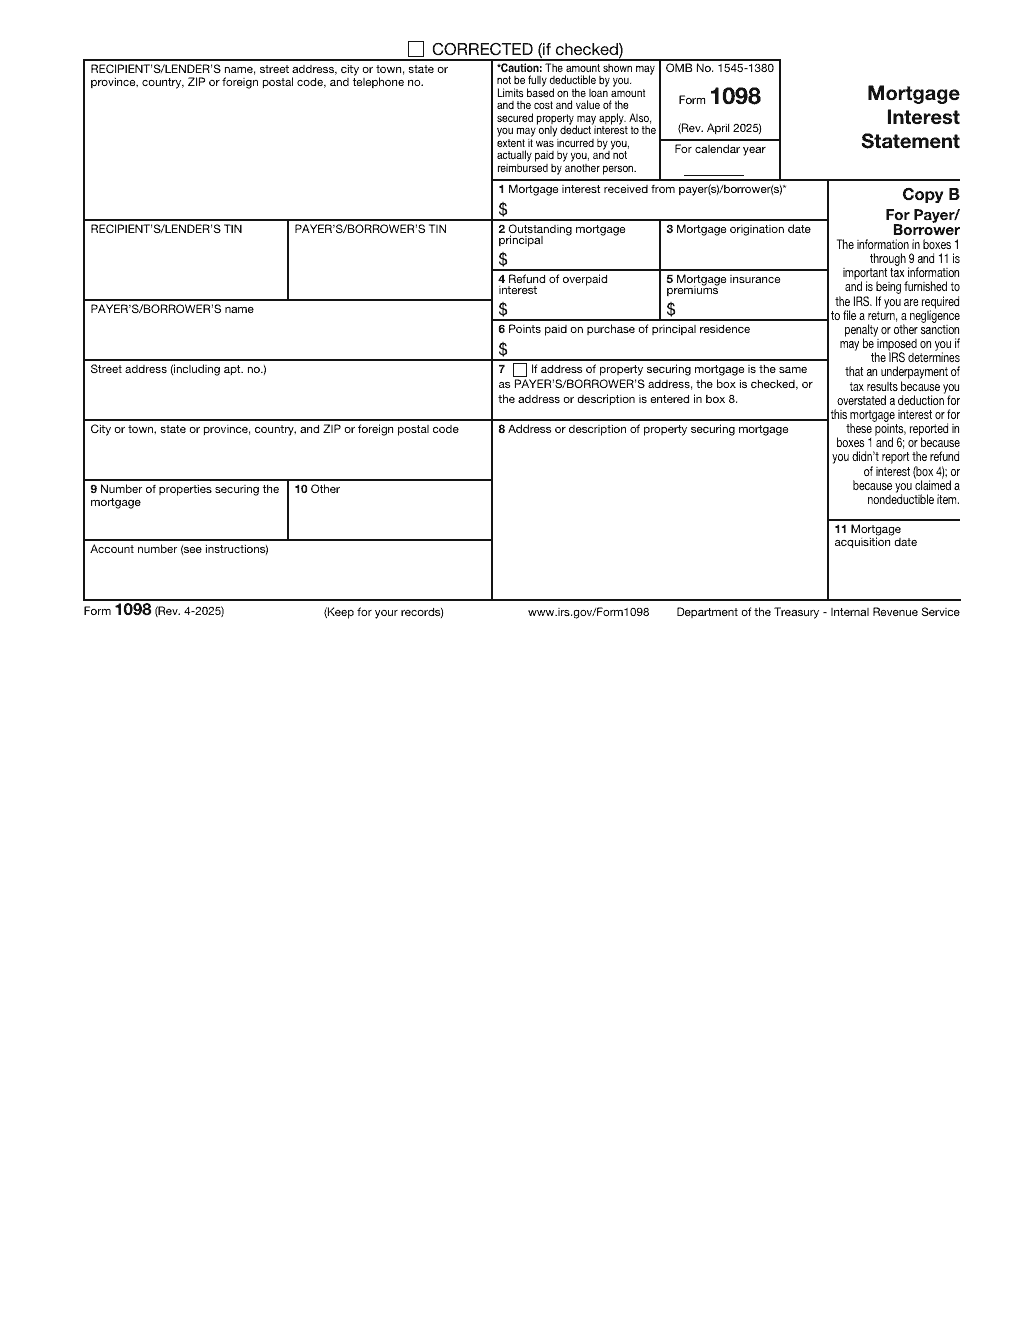 CORRECTED (if checked)
RECIPIENT'S/LENDER'S name, street address, city or town, state or
province, country, ZIP or foreign postal code, and telephone no.
*Caution: The amount shown may
not be fully deductible by you.
Limits based on the loan amount
and the cost and value of the
secured property may apply. Also,
you may only deduct interest to the
extent it was incurred by you,
actually paid by you, and not
reimbursed by another person.
OMB No. 1545-1380
Form 1098
(Rev. April 2025)
For calendar year
Mortgage
Interest
Statement
1 Mortgage interest received from payer(s)/borrower(s)*
$
Copy B
For Payer/
Borrower
The information in boxes 1
through 9 and 11 is
important tax information
and is being furnished to
the IRS. If you are required
to file a return, a negligence
penalty or other sanction
may be imposed on you if
the IRS determines
that an underpayment of
tax results because you
overstated a deduction for
this mortgage interest or for
these points, reported in
boxes 1 and 6; or because
you didn't report the refund
of interest (box 4); or
because you claimed a
nondeductible item.
RECIPIENT'S/LENDER'S TIN
PAYER'S/BORROWER'S TIN
2 Outstanding mortgage
principal
$
3 Mortgage origination date
4 Refund of overpaid
interest
$
5 Mortgage insurance
premiums
$
PAYER'S/BORROWER'S name
6 Points paid on purchase of principal residence
$
Street address (including apt. no.)
7 If address of property securing mortgage is the same
as PAYER'S/BORROWER'S address, the box is checked, or
the address or description is entered in box 8.
City or town, state or province, country, and ZIP or foreign postal code
8 Address or description of property securing mortgage
9 Number of properties securing the
mortgage
10 Other
11 Mortgage
acquisition date
Account number (see instructions)
Form 1098 (Rev. 4-2025)
(Keep for your records)
www.irs.gov/Form1098
Department of the Treasury - Internal Revenue Service